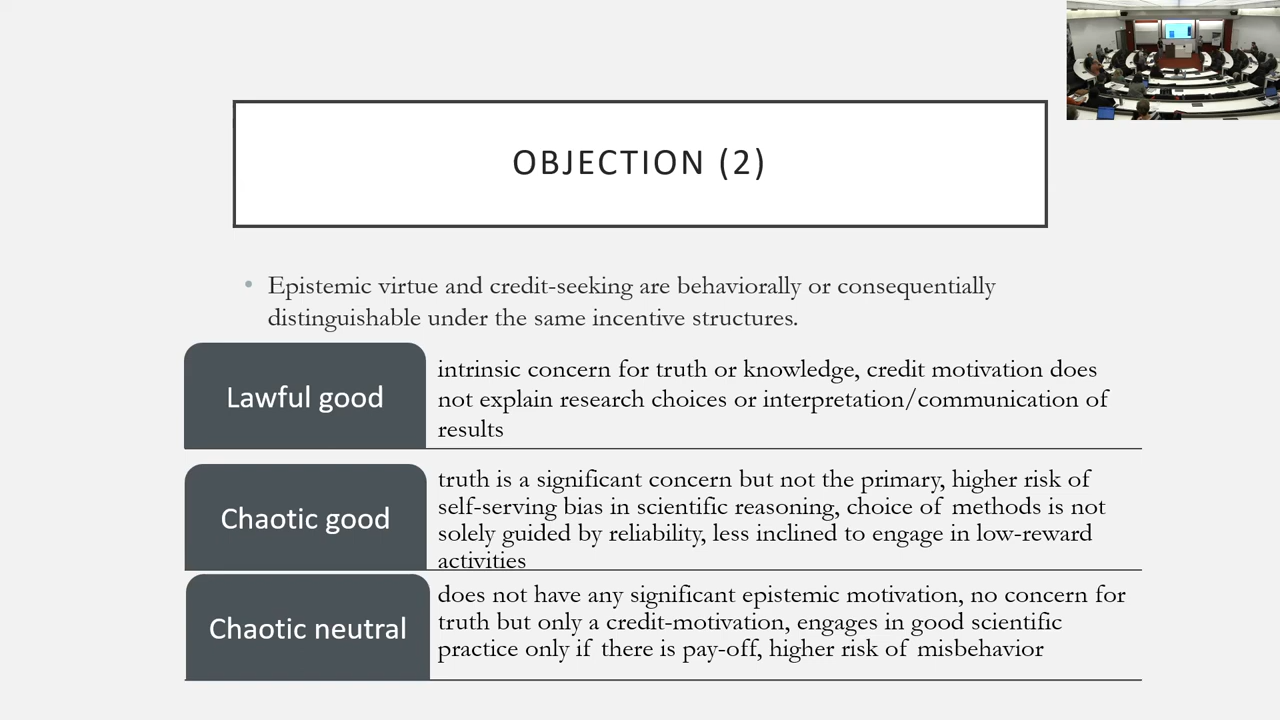 OBJECTION (2)
• Epistemic virtue and credit-seeking are behaviorally or consequentially
distinguishable under the same incentive structures.
Lawful good
intrinsic concern for truth or knowledge, credit motivation does
not explain research choices or interpretation/communication of
results
Chaotic good
truth is a significant concern but not the primary, higher risk of
self-serving bias in scientific reasoning, choice of methods is not
solely guided by reliability, less inclined to engage in low-reward
activities
Chaotic neutral
does not have any significant epistemic motivation, no concern for
truth but only a credit-motivation, engages in good scientific
practice only if there is pay-off, higher risk of misbehavior